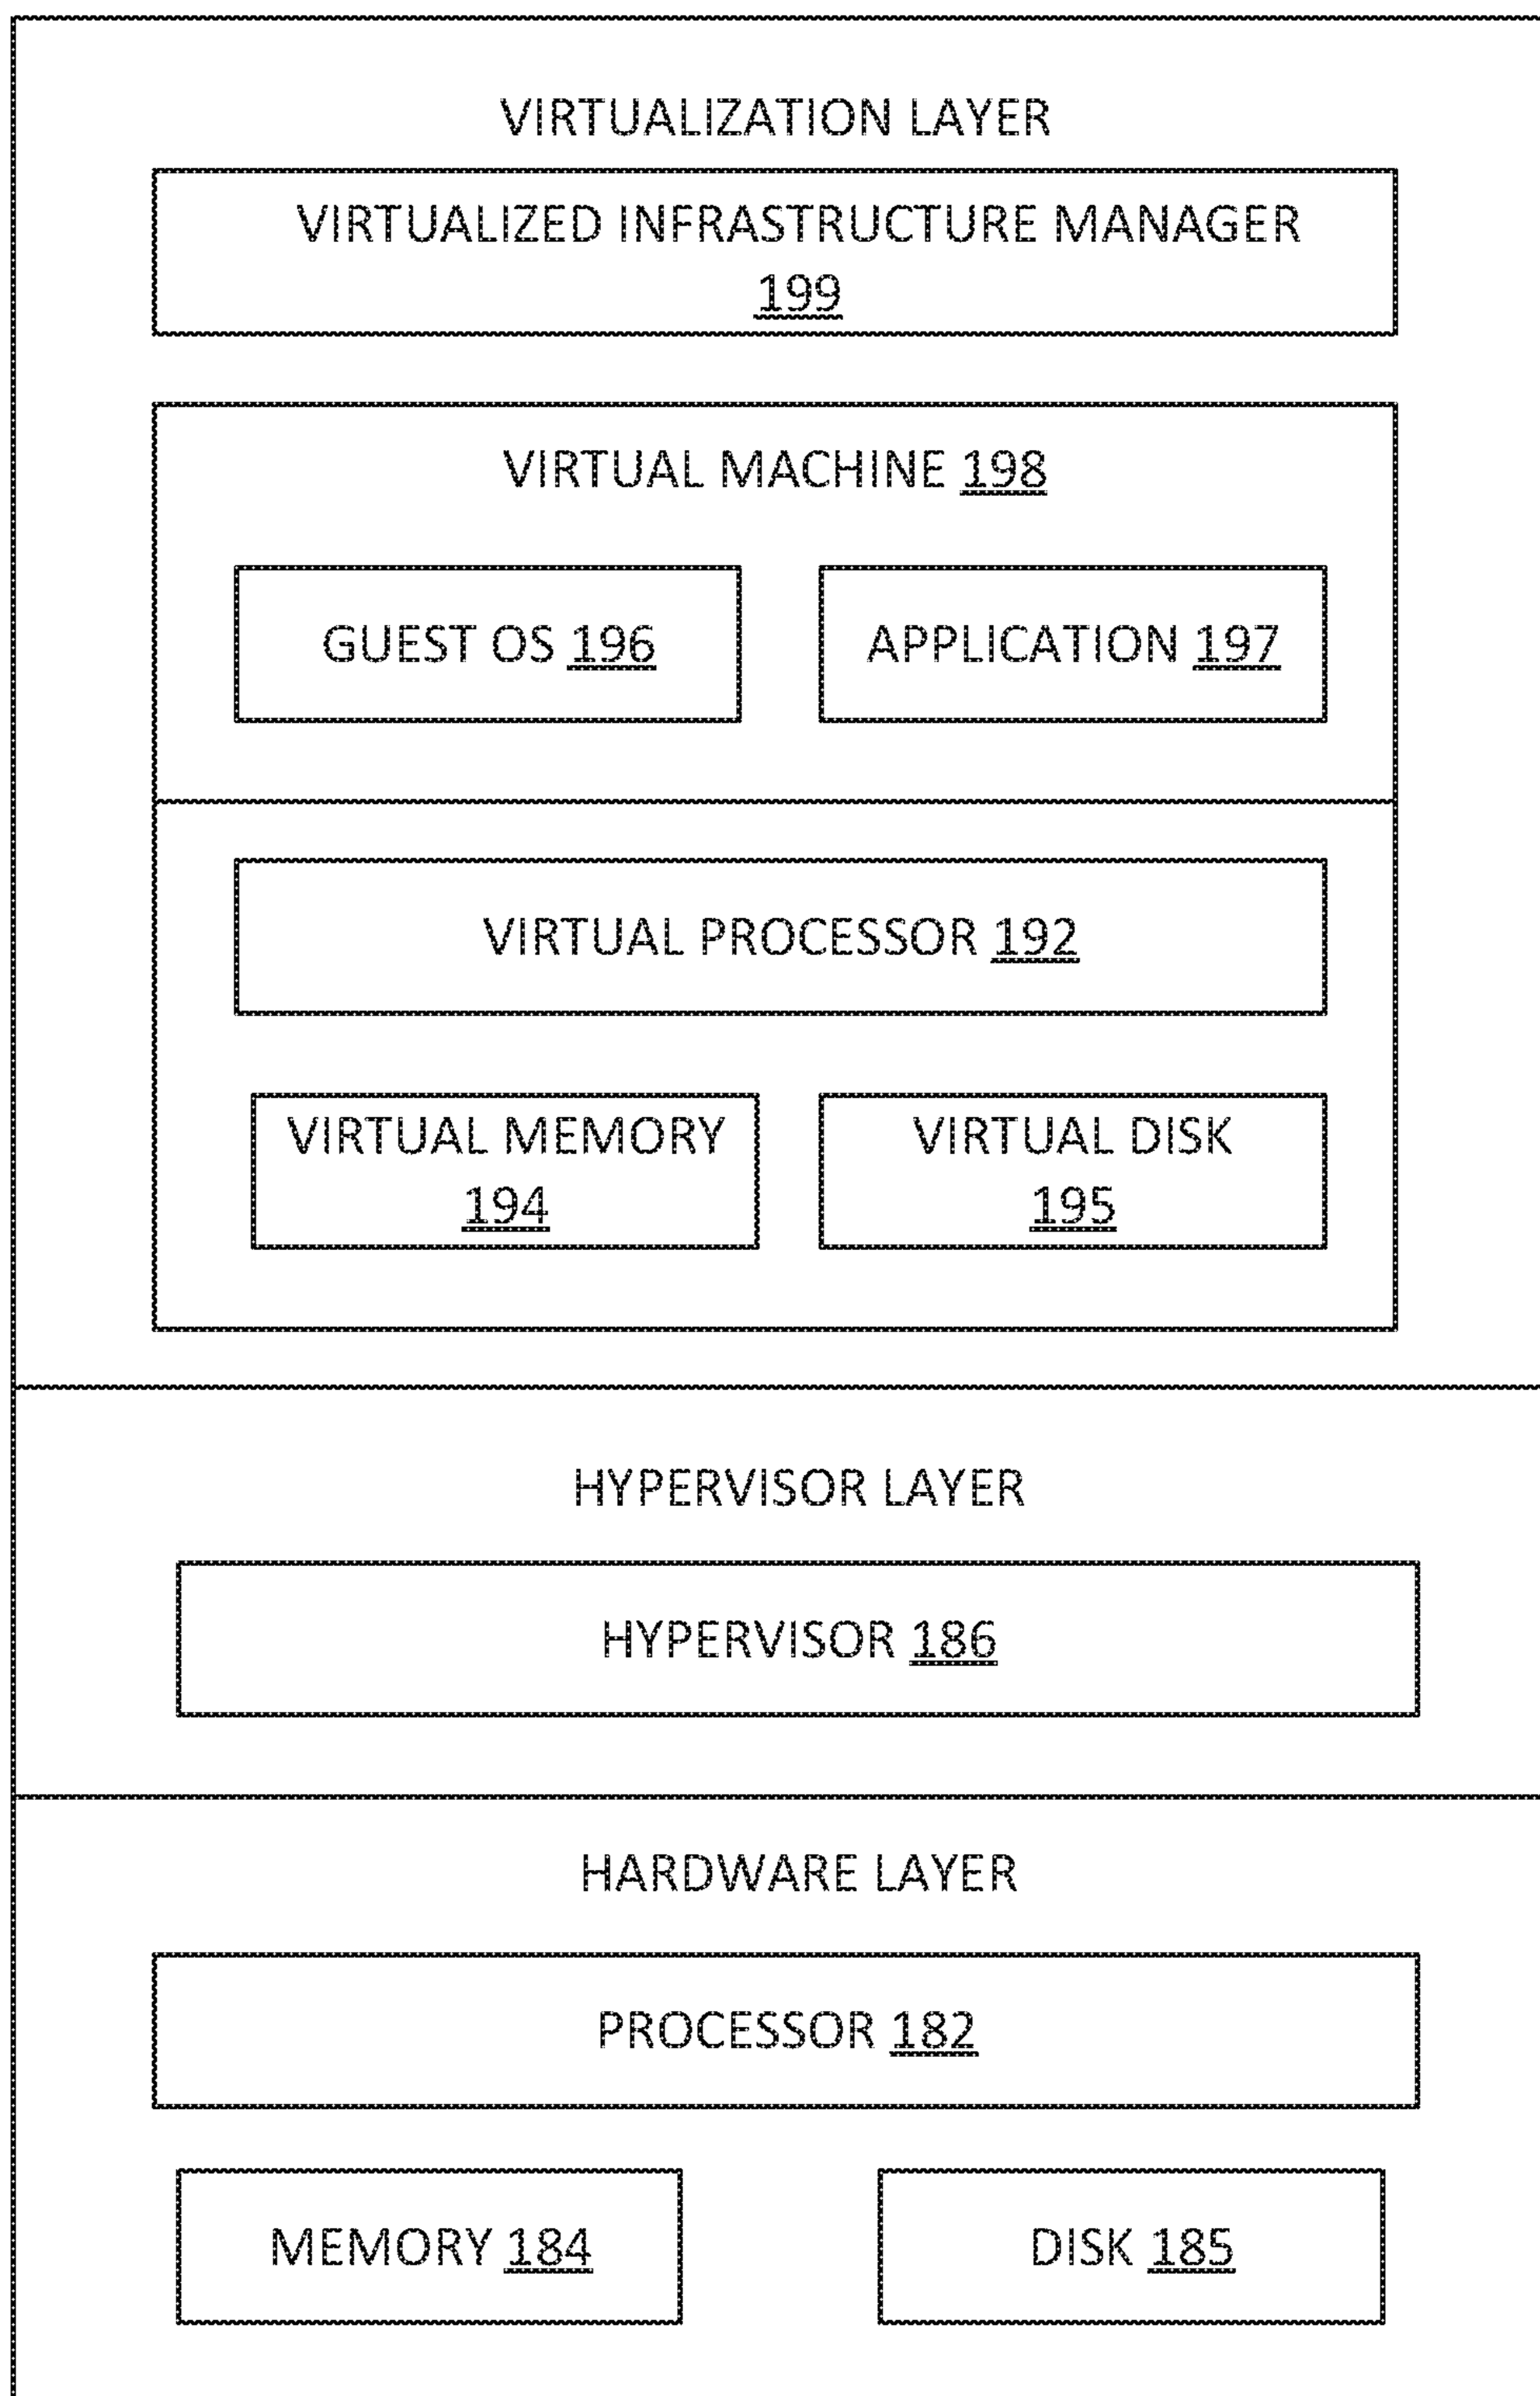 VIRTUALIZATION LAYER
VIRTUALIZED INFRASTRUCTURE MANAGER
199
VIRTUAL MACHINE 198
GUEST OS 196
APPLICATION 197
VIRTUAL PROCESSOR 192
VIRTUAL MEMORY
194
VIRTUAL DISK
195
HYPERVISOR LAYER
HYPERVISOR 186
HARDWARE LAYER
PROCESSOR 182
MEMORY 184
DISK 185